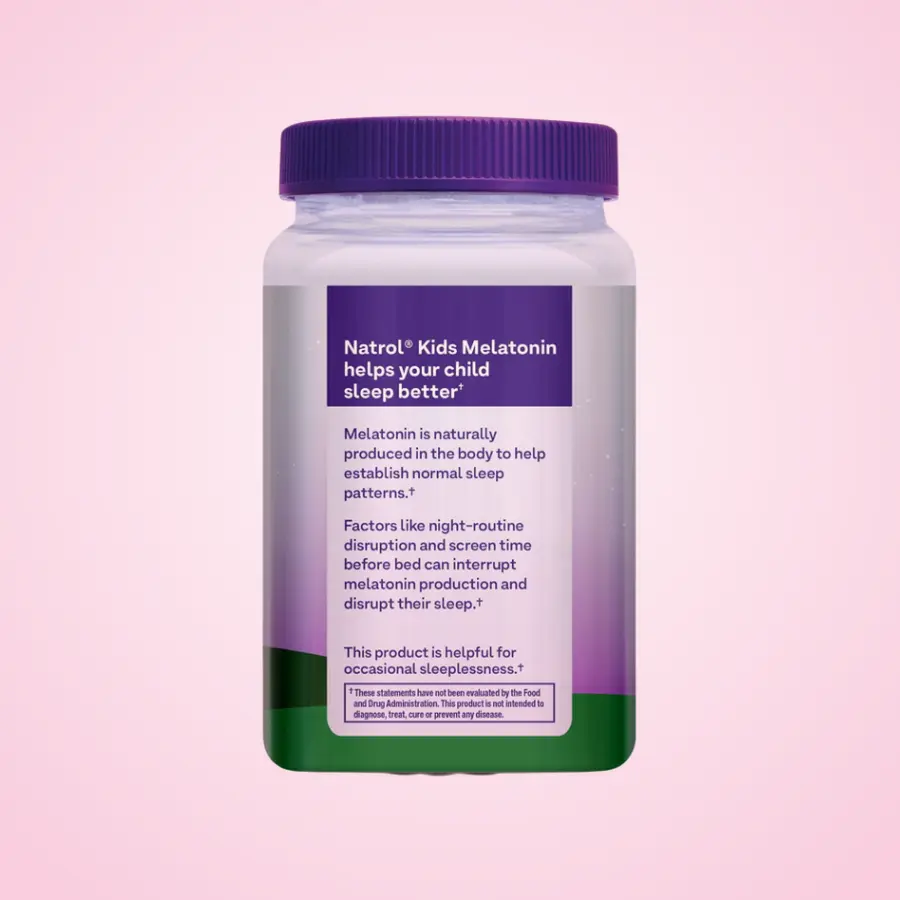 Natrol® Kids Melatonin
helps your child
sleep better†
Melatonin is naturally
produced in the body to help
establish normal sleep
patterns.†
Factors like night-routine
disruption and screen time
before bed can interrupt
melatonin production and
disrupt their sleep.†
This product is helpful for
occasional sleeplessness.†
† These statements have not been evaluated by the Food
and Drug Administration. This product is not intended to
diagnose, treat, cure or prevent any disease.